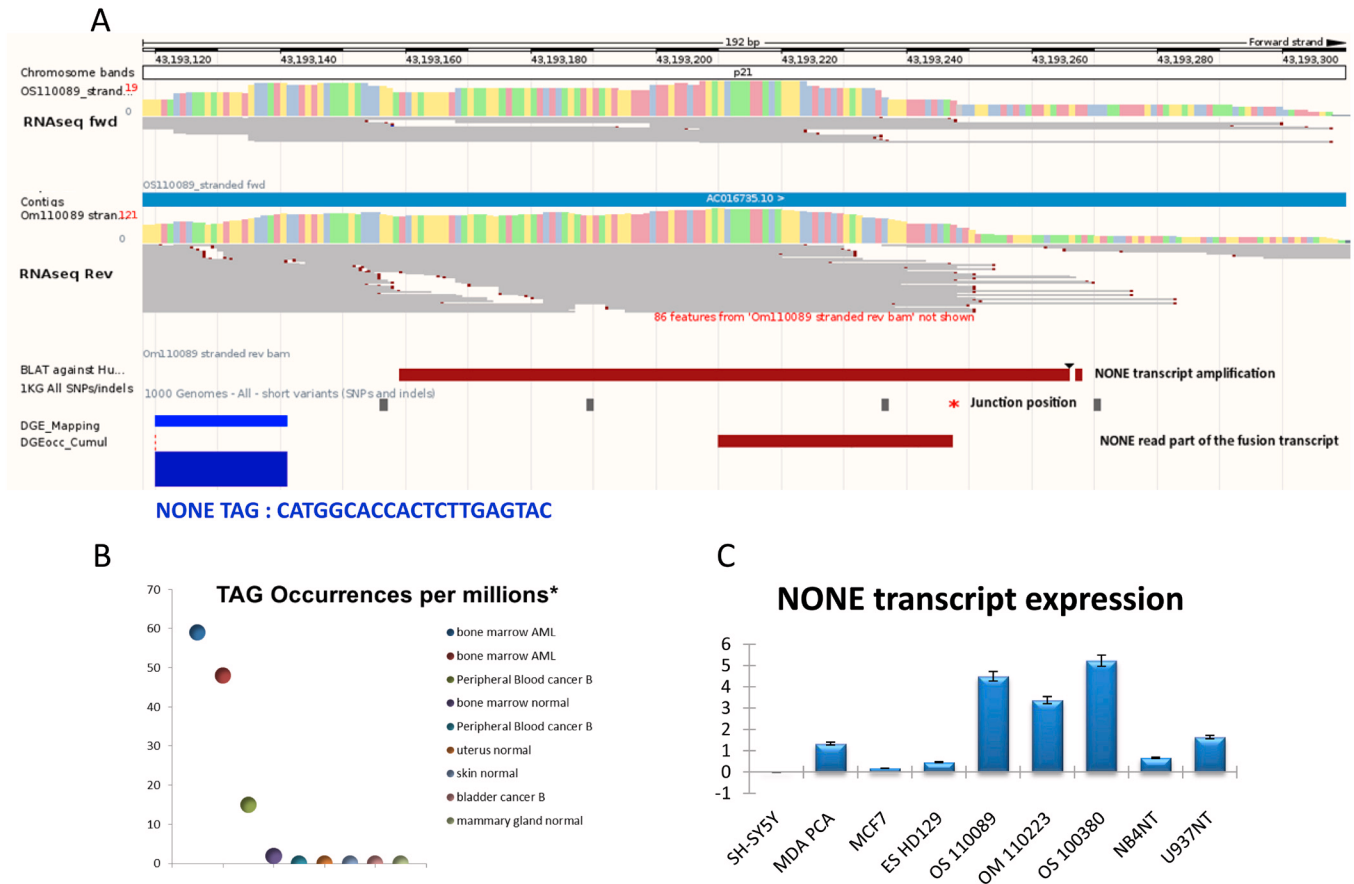 A
192 bp
Forward strand
43,193,120 43,193,140 43,193,160 43,193,180 43,193,200 43,193,220 43,193,240 43,193,260 43,193,280 43,193,300
Chromosome bands
p21
OS110089_strand... 19
0
RNAseq fwd
OS110089_stranded fwd
Contigs
AC016735.10 >
Om110089 stran... 121
0
RNAseq Rev
86 features from 'Om110089 stranded rev bam' not shown
Om110089 stranded rev bam
BLAT against Hu...
NONE transcript amplification
1KG All SNPs/indels
1000 Genomes - All - short variants (SNPs and indels)
* Junction position
DGE_Mapping
DGEocc_Cumul
NONE read part of the fusion transcript
NONE TAG : CATGGCACCACTCTTGAGTAC
B
TAG Occurrences per millions*
70
60
50
40
30
20
10
0
bone marrow AML
bone marrow AML
Peripheral Blood cancer B
bone marrow normal
Peripheral Blood cancer B
uterus normal
skin normal
bladder cancer B
mammary gland normal
C
NONE transcript expression
6
5
4
3
2
1
0
-1
SH-SY5Y
MDA PCA
MCF7
ES HD129
OS 110089
OM 110223
OS 100380
NB4NT
U937NT